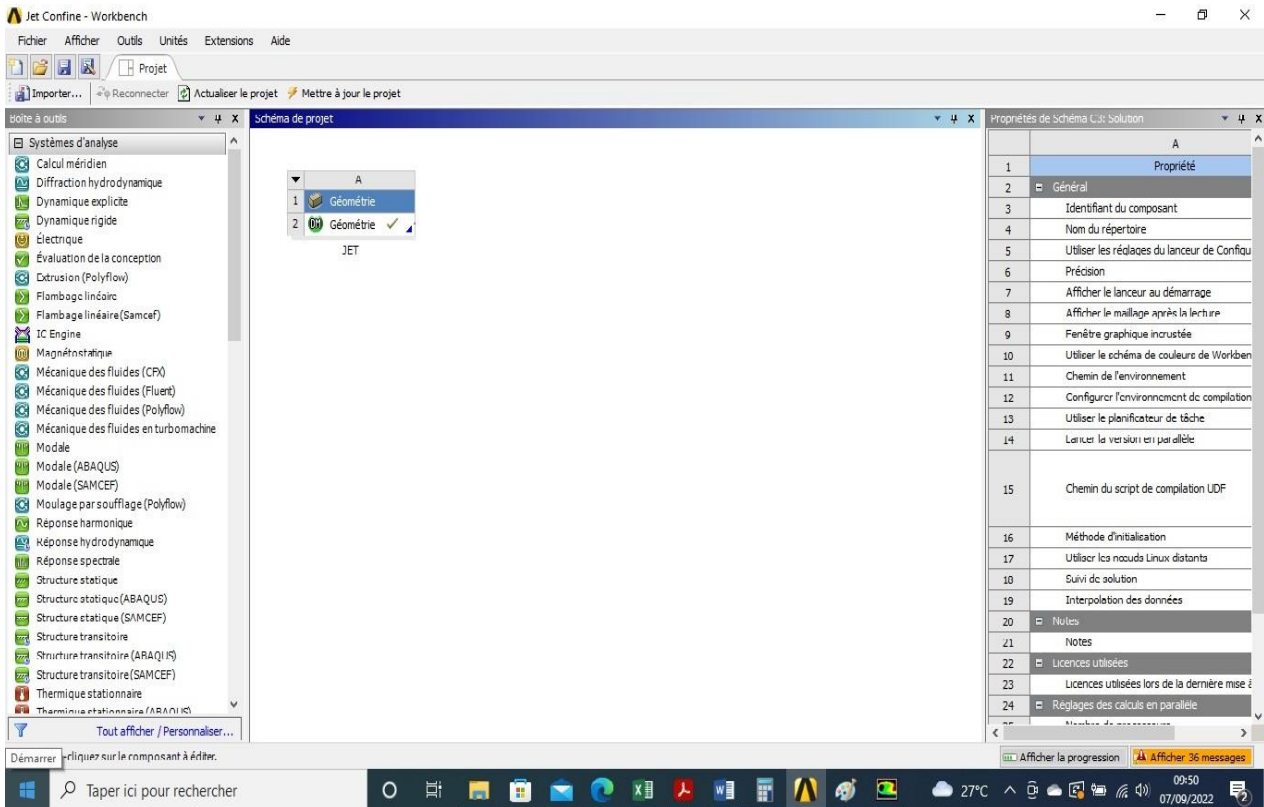 Jet Confine - Workbench
Fichier Afficher Outils Unités Extensions Aide
Projet
Importer... Reconnecter Actualiser le projet Mettre à jour le projet
Boîte à outils
Systèmes d'analyse
Calcul méridien
Diffraction hydrodynamique
Dynamique explicite
Dynamique rigide
Électrique
Évaluation de la conception
Extrusion (Polyflow)
Flambage linéaire
Flambage linéaire (Samcef)
IC Engine
Magnétostatique
Mécanique des fluides (CFX)
Mécanique des fluides (Fluent)
Mécanique des fluides (Polyflow)
Mécanique des fluides en turbomachine
Modale
Modale (ABAQUS)
Modale (SAMCEF)
Moulage par soufflage (Polyflow)
Réponse harmonique
Réponse hydrodynamique
Réponse spectrale
Structure statique
Structure statique (ABAQUS)
Structure statique (SAMCEF)
Structure transitoire
Structure transitoire (ABAQUS)
Structure transitoire (SAMCEF)
Thermique stationnaire
Thermique stationnaire (ABAQUS)
Tout afficher / Personnaliser...
Schéma de projet
A
1 Géométrie
2 Géométrie
JET
Propriétés de Schéma C3: Solution
A
1 Propriété
2 Général
3 Identifiant du composant
4 Nom du répertoire
5 Utiliser les réglages du lanceur de Configu
6 Précision
7 Afficher le lanceur au démarrage
8 Afficher le maillage après la lecture
9 Fenêtre graphique incrustée
10 Utiliser le schéma de couleurs de Workben
11 Chemin de l'environnement
12 Configurer l'environnement de compilation
13 Utiliser le planificateur de tâche
14 Lancer la version en parallèle
15 Chemin du script de compilation UDF
16 Méthode d'initialisation
17 Utiliser les nœuds Linux distants
18 Suivi de solution
19 Interpolation des données
20 Notes
21 Notes
22 Licences utilisées
23 Licences utilisées lors de la dernière mise à
24 Réglages des calculs en parallèle
25 Nombre de processeurs
Démarrer -cliquez sur le composant à éditer.
Afficher la progression Afficher 36 messages
Taper ici pour rechercher
27°C
09:50
07/09/2022